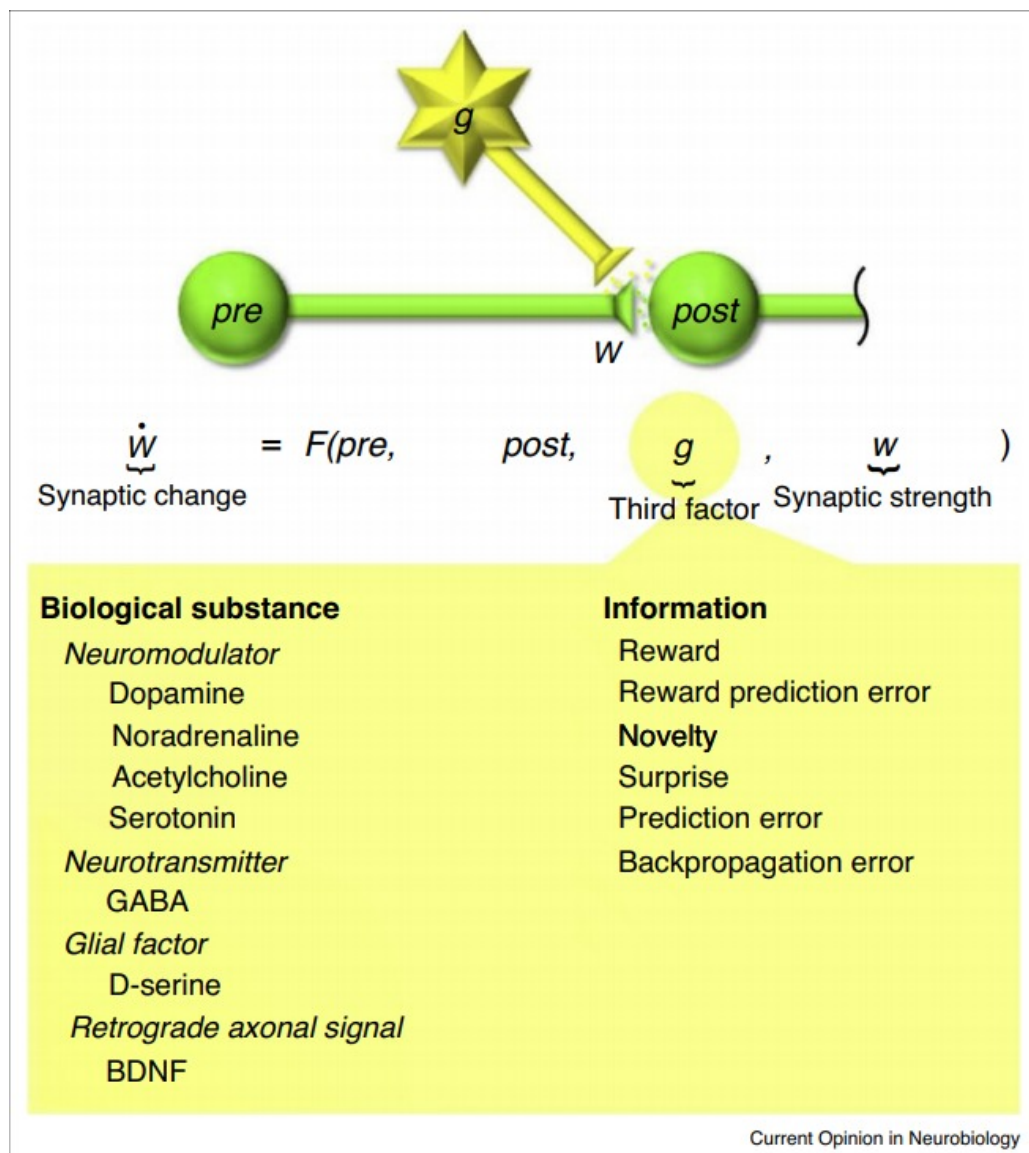 g
pre
post
W
ẇ = F(pre, post, g , w )
Synaptic change
Third factor
Synaptic strength
Biological substance
Neuromodulator
Dopamine
Noradrenaline
Acetylcholine
Serotonin
Neurotransmitter
GABA
Glial factor
D-serine
Retrograde axonal signal
BDNF
Information
Reward
Reward prediction error
Novelty
Surprise
Prediction error
Backpropagation error
Current Opinion in Neurobiology